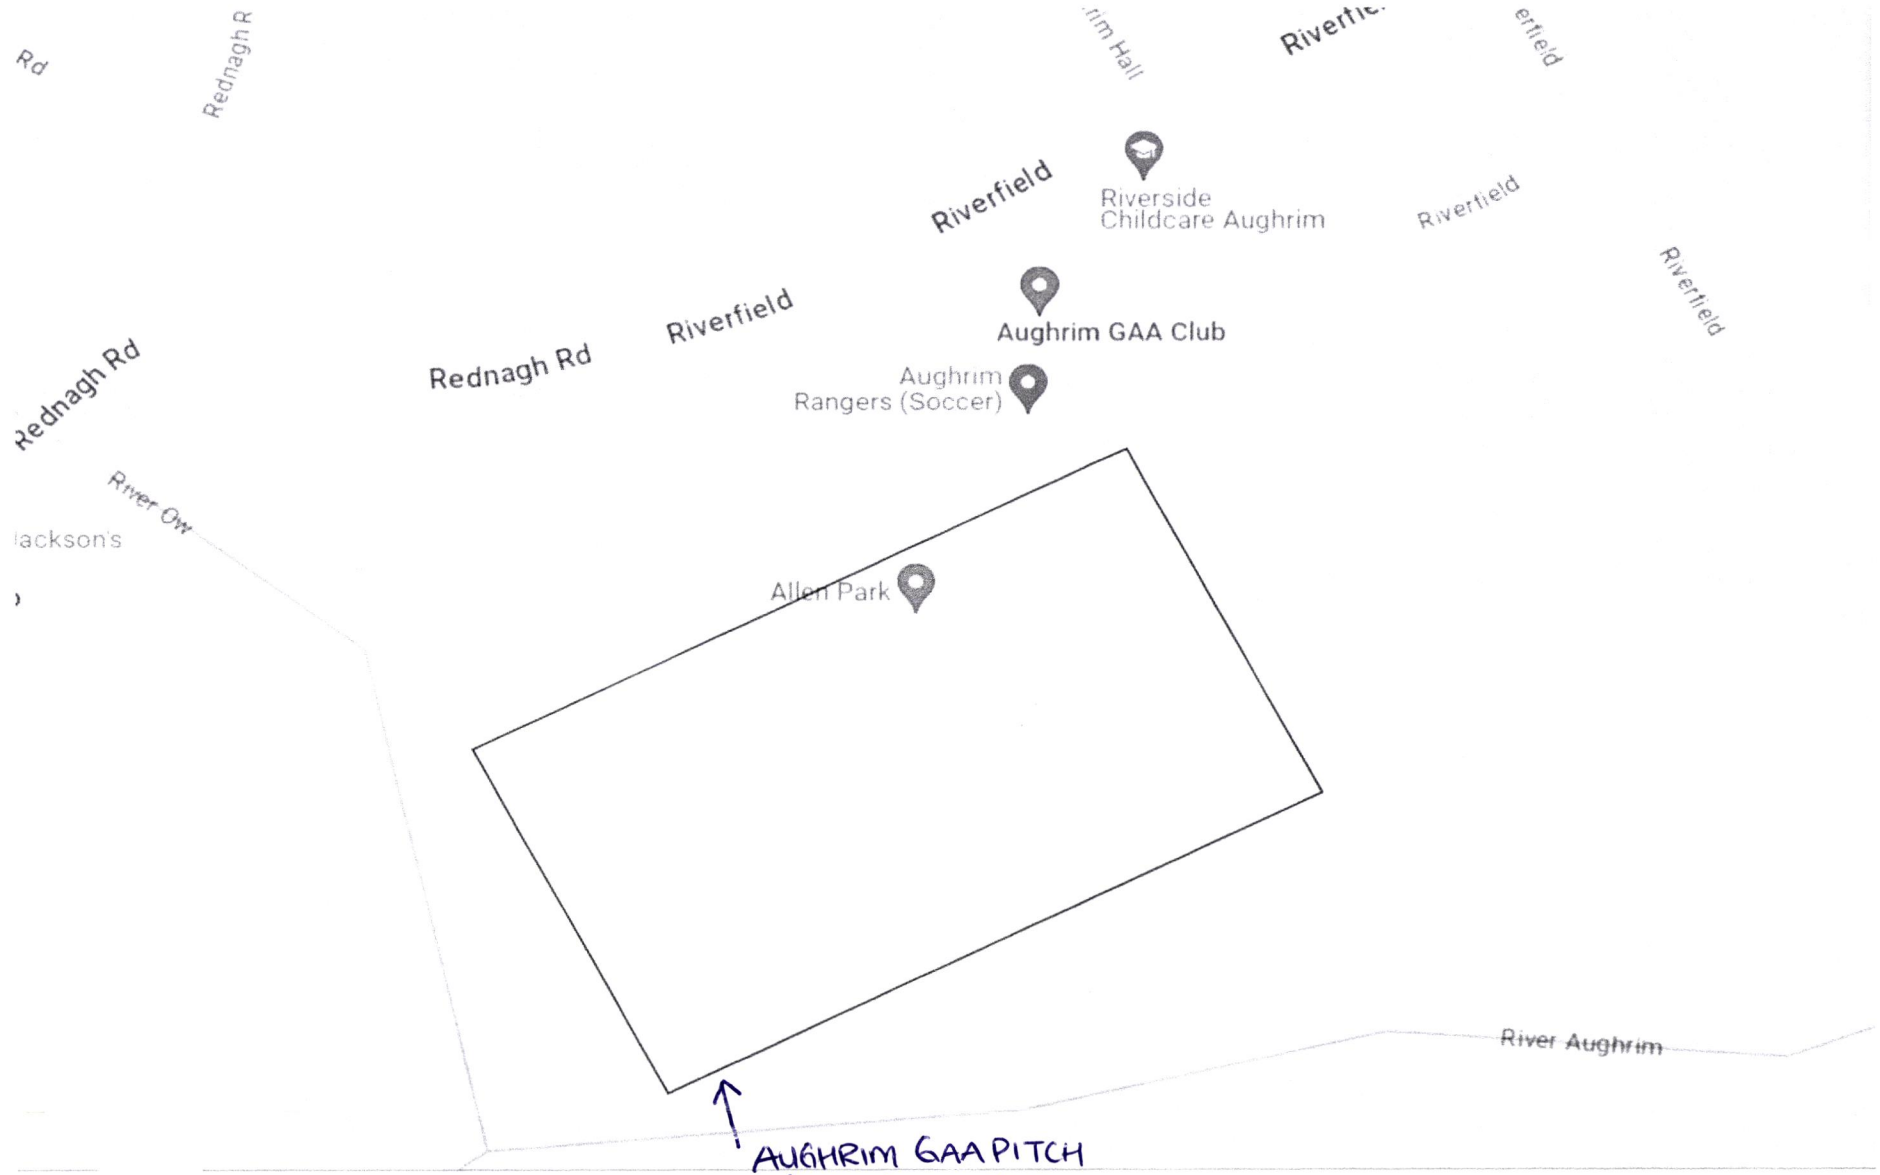 Rd
Rednagh R
rim Hall
Riverfie
erfield
Riverfield
Riverside
Childcare Aughrim
Riverfield
Riverfield
Riverfield
Aughrim GAA Club
Rednagh Rd
Rednagh Rd
Aughrim
Rangers (Soccer)
River Ow
Jackson's
Allen Park
River Aughrim
AUGHRIM GAA PITCH